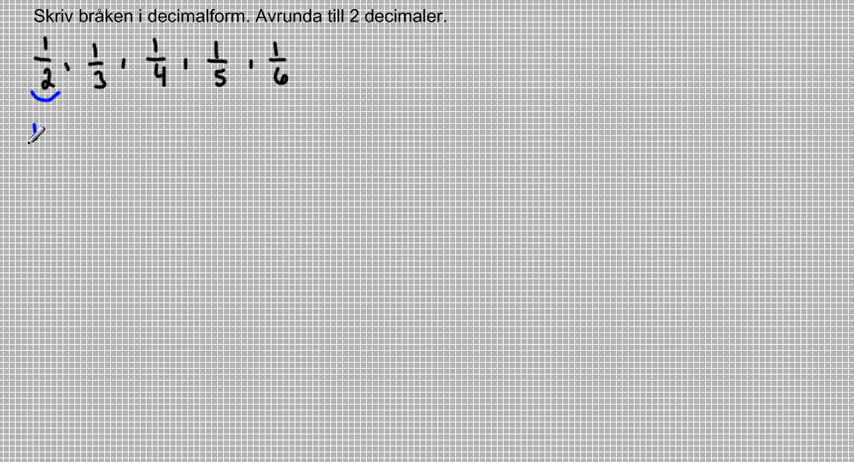 Skriv bråken i decimalform. Avrunda till 2 decimaler.
1/2, 1/3, 1/4, 1/5, 1/6